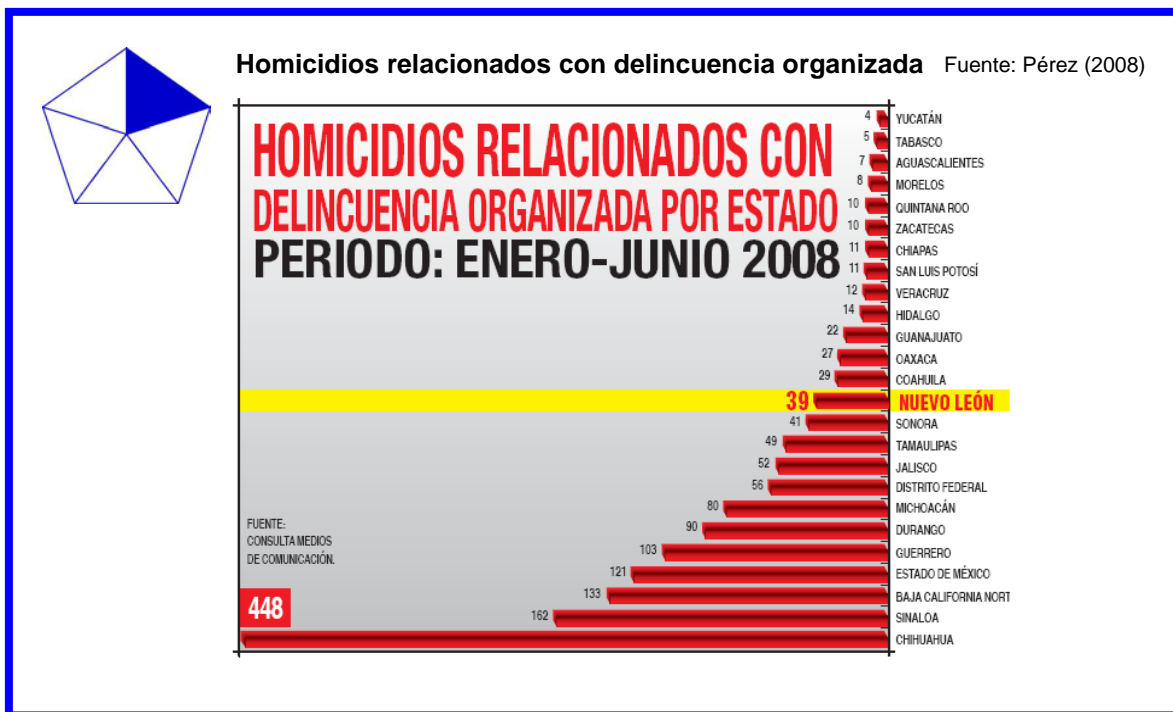 Homicidios relacionados con delincuencia organizada Fuente: Pérez (2008)
HOMICIDIOS RELACIONADOS CON
DELINCUENCIA ORGANIZADA POR ESTADO
PERIODO: ENERO-JUNIO 2008
4 YUCATÁN
5 TABASCO
7 AGUASCALIENTES
8 MORELOS
10 QUINTANA ROO
10 ZACATECAS
11 CHIAPAS
11 SAN LUIS POTOSÍ
12 VERACRUZ
14 HIDALGO
22 GUANAJUATO
27 OAXACA
29 COAHUILA
39 NUEVO LEÓN
41 SONORA
49 TAMAULIPAS
52 JALISCO
56 DISTRITO FEDERAL
80 MICHOACÁN
90 DURANGO
103 GUERRERO
121 ESTADO DE MÉXICO
133 BAJA CALIFORNIA NORT
162 SINALOA
448 CHIHUAHUA
FUENTE:
CONSULTA MEDIOS
DE COMUNICACIÓN.